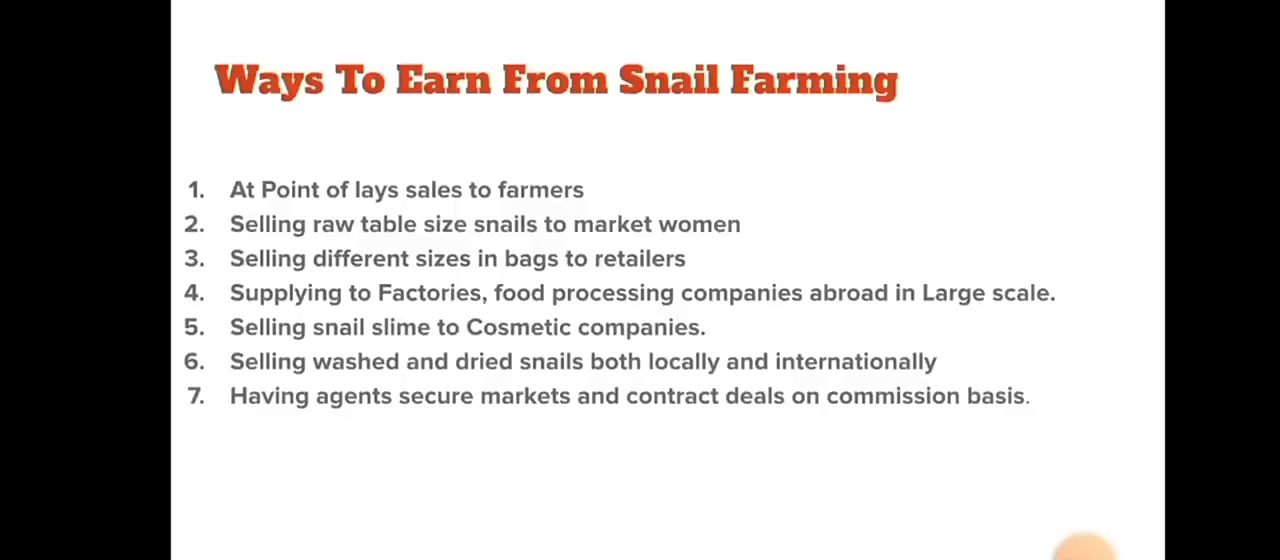 Ways To Earn From Snail Farming
1. At Point of lays sales to farmers
2. Selling raw table size snails to market women
3. Selling different sizes in bags to retailers
4. Supplying to Factories, food processing companies abroad in Large scale.
5. Selling snail slime to Cosmetic companies.
6. Selling washed and dried snails both locally and internationally
7. Having agents secure markets and contract deals on commission basis.